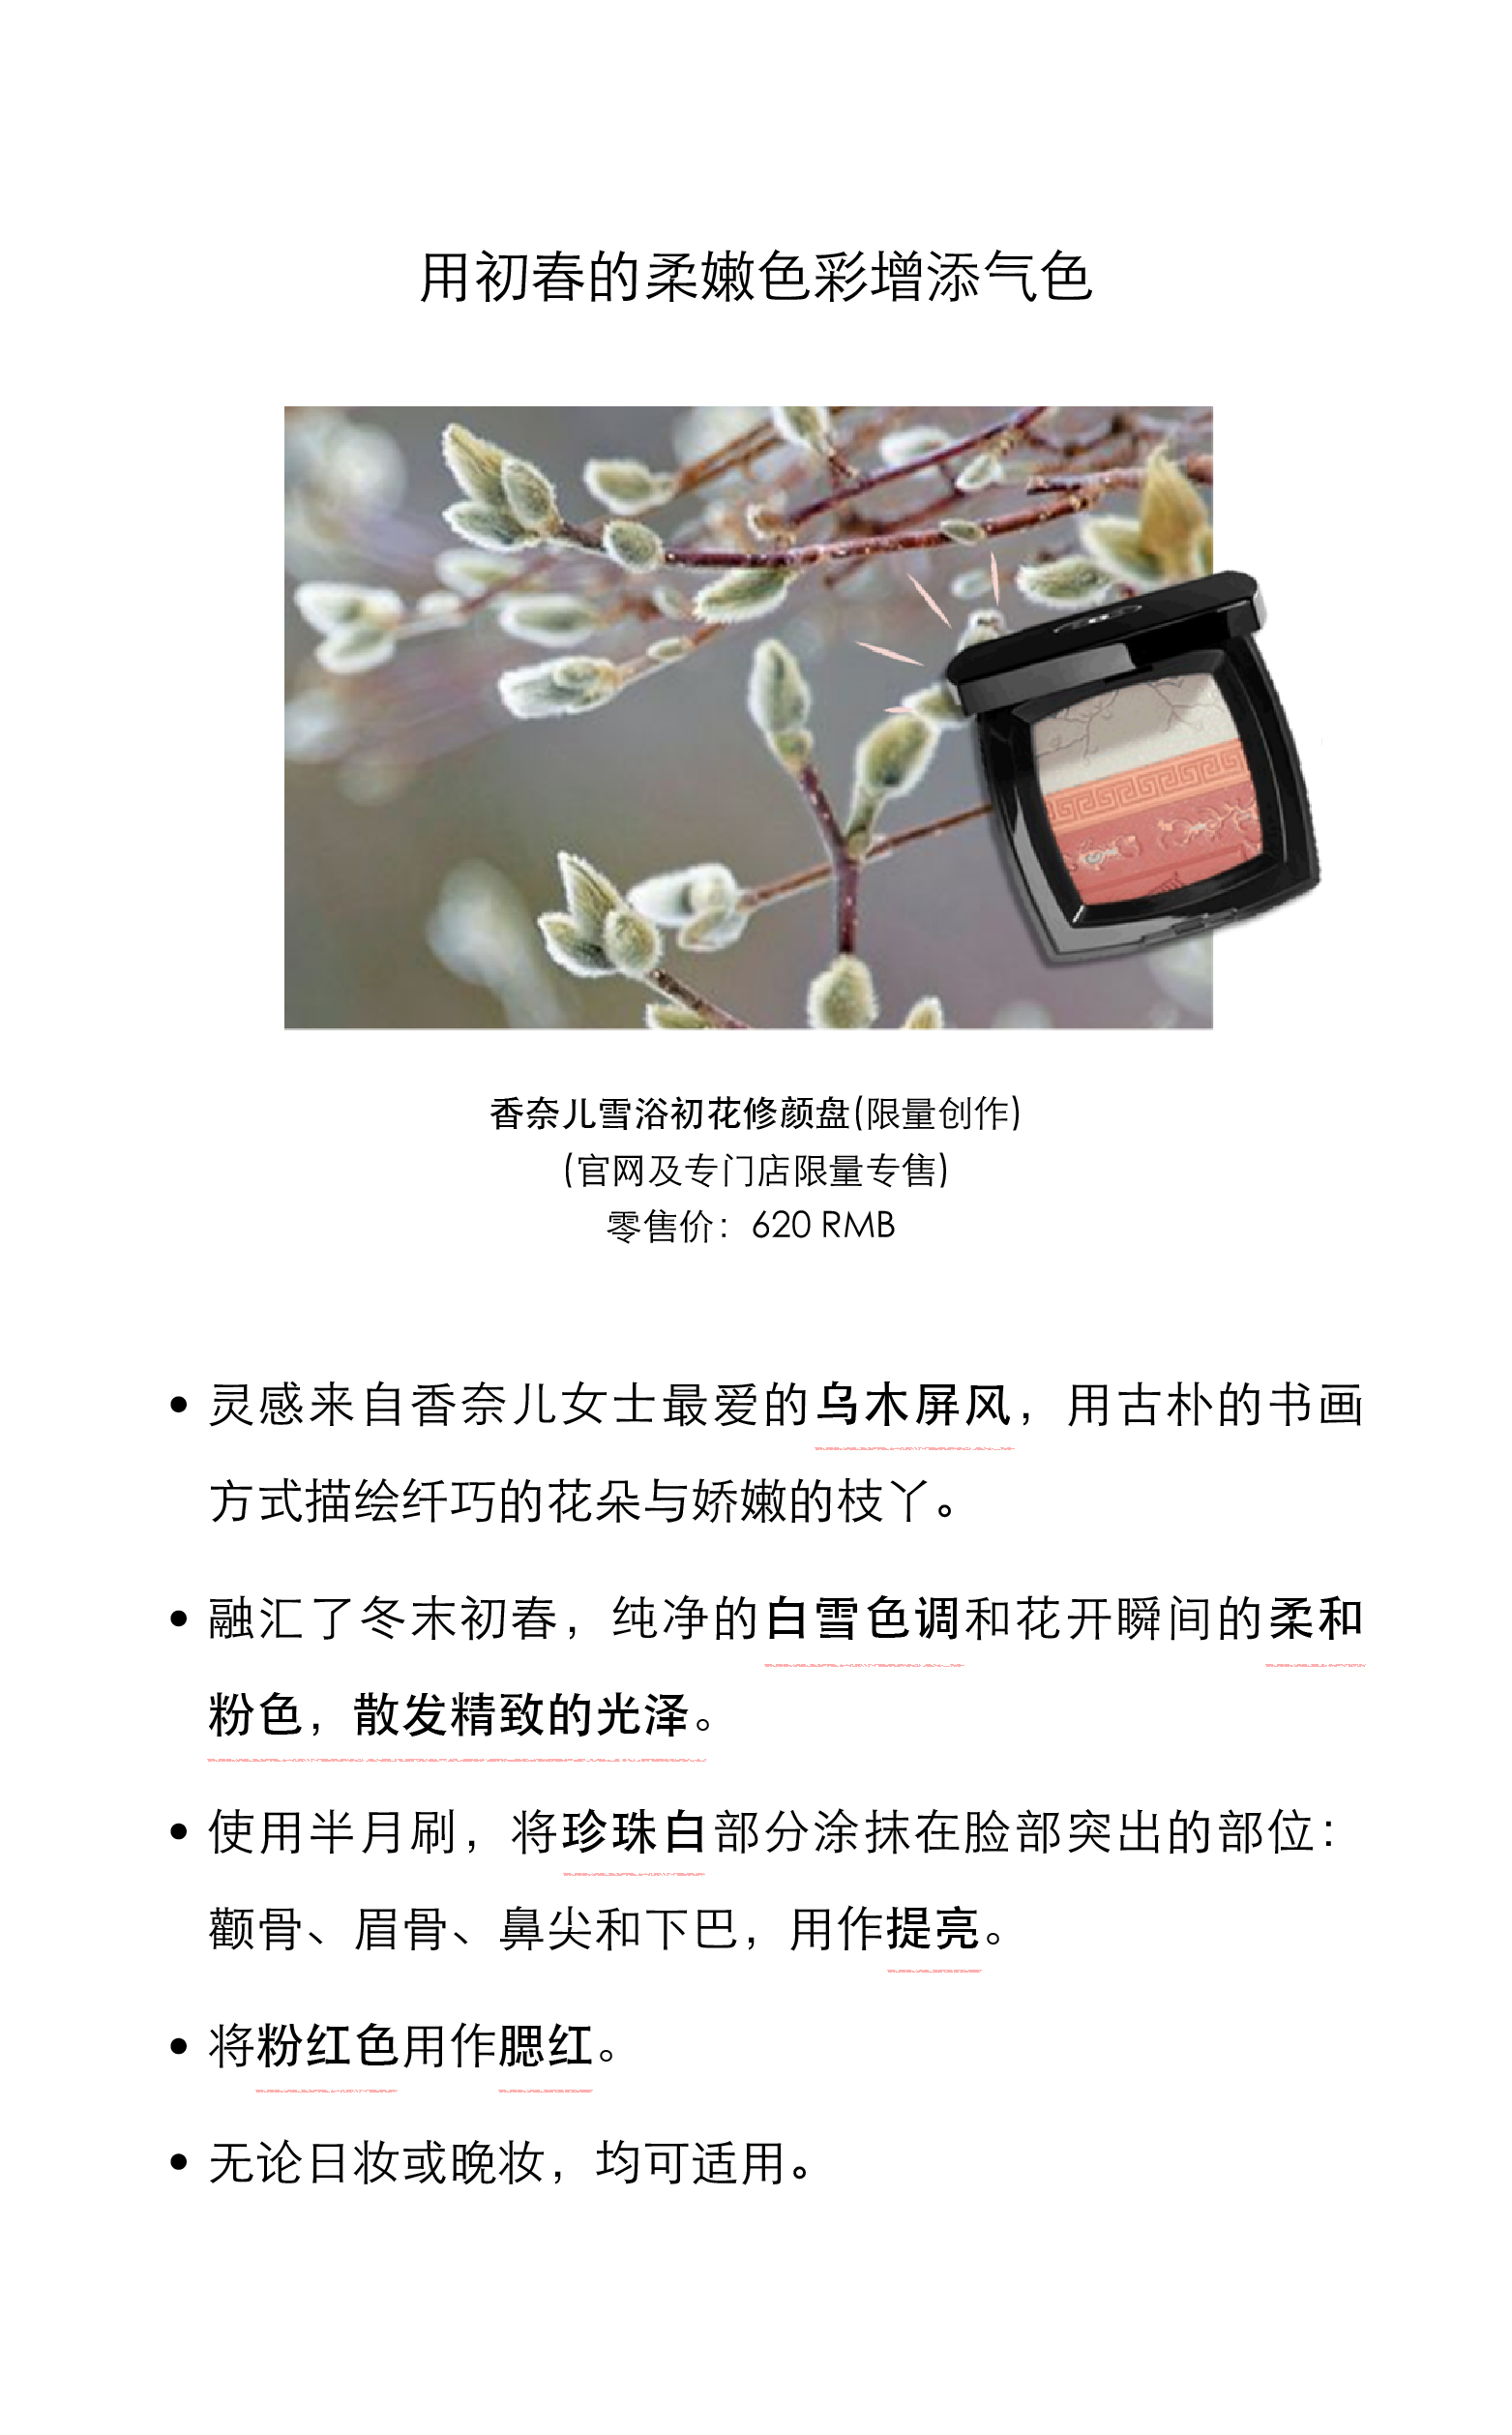 用初春的柔嫩色彩增添气色
香奈儿雪浴初花修颜盘(限量创作)
(官网及专门店限量专售)
零售价：620 RMB
• 灵感来自香奈儿女士最爱的乌木屏风，用古朴的书画
方式描绘纤巧的花朵与娇嫩的枝丫。
• 融汇了冬末初春，纯净的白雪色调和花开瞬间的柔和
粉色，散发精致的光泽。
• 使用半月刷，将珍珠白部分涂抹在脸部突出的部位：
颧骨、眉骨、鼻尖和下巴，用作提亮。
• 将粉红色用作腮红。
• 无论日妆或晚妆，均可适用。